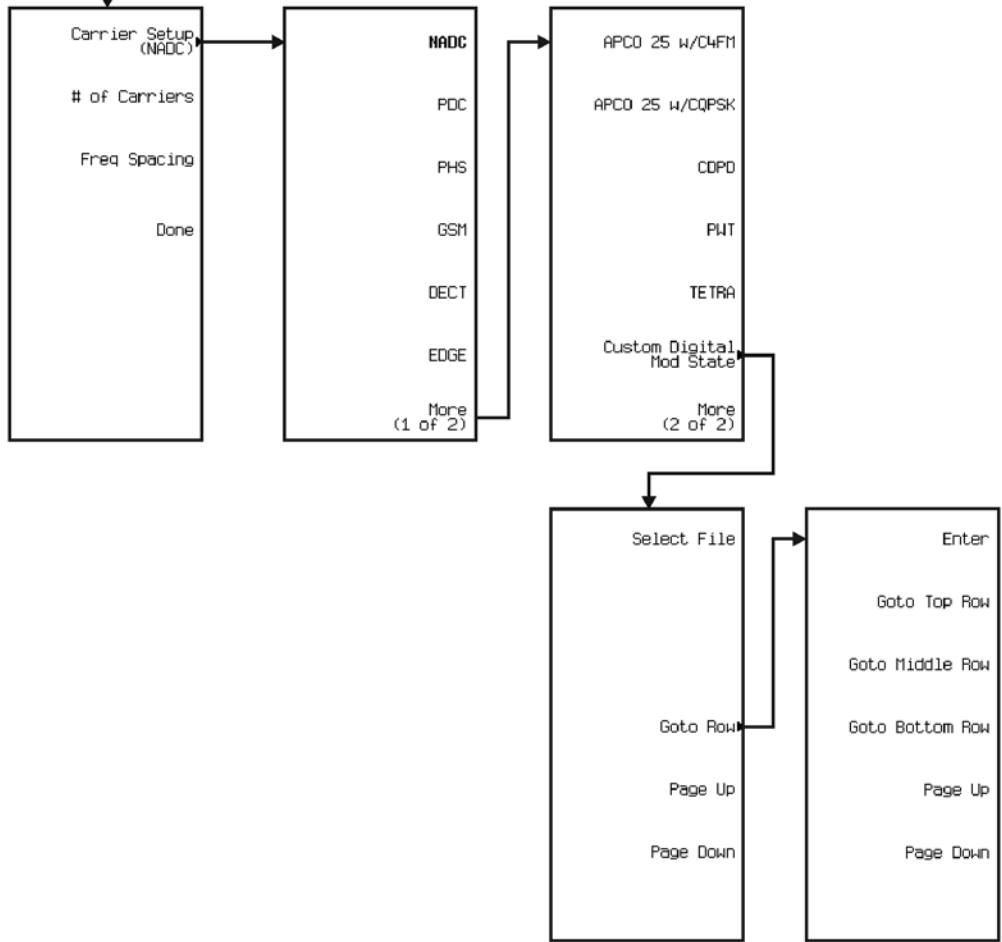 Carrier Setup
(NADC)
# of Carriers
Freq Spacing
Done
NADC
PDC
PHS
GSM
DECT
EDGE
More
(1 of 2)
APCO 25 w/C4FM
APCO 25 w/CQPSK
CDPD
PWT
TETRA
Custom Digital
Mod State
More
(2 of 2)
Select File
Goto Row
Page Up
Page Down
Enter
Goto Top Row
Goto Middle Row
Goto Bottom Row
Page Up
Page Down